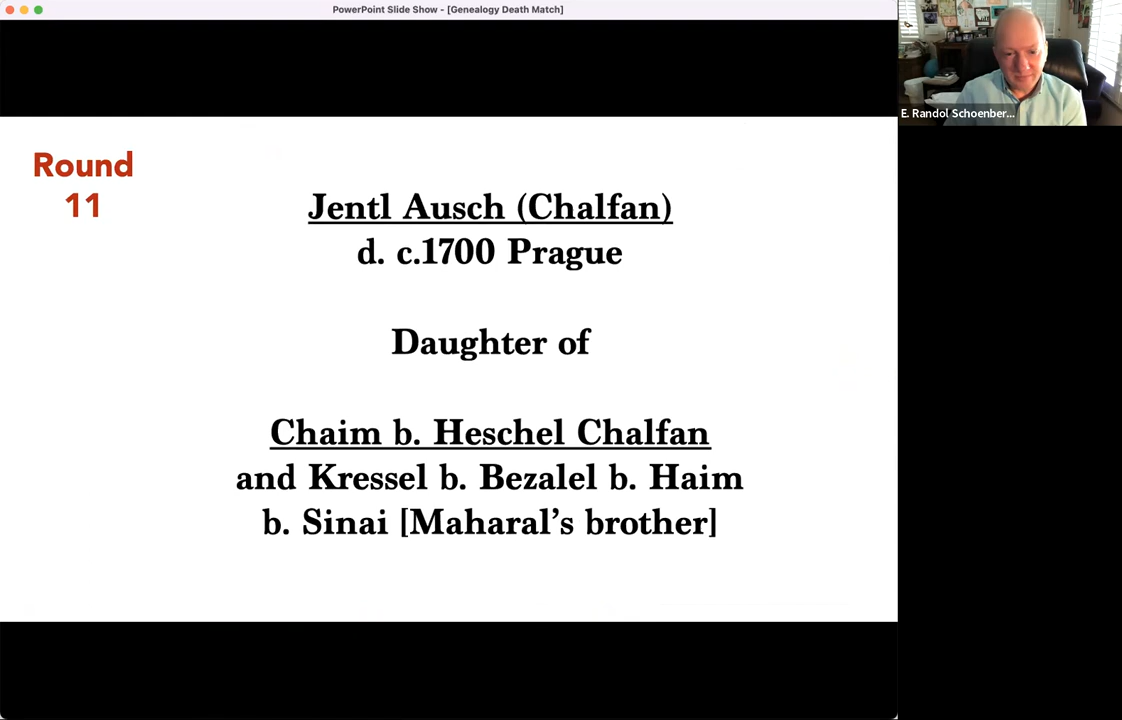 PowerPoint Slide Show - [Genealogy Death Match]
E. Randol Schoenber...
Round
11
Jentl Ausch (Chalfan)
d. c.1700 Prague
Daughter of
Chaim b. Heschel Chalfan
and Kressel b. Bezalel b. Haim
b. Sinai [Maharal's brother]